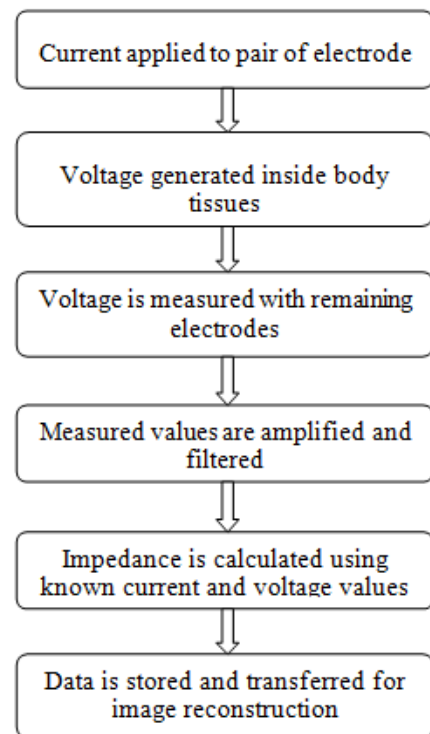 Current applied to pair of electrode
Voltage generated inside body
tissues
Voltage is measured with remaining
electrodes
Measured values are amplified and
filtered
Impedance is calculated using
known current and voltage values
Data is stored and transferred for
image reconstruction